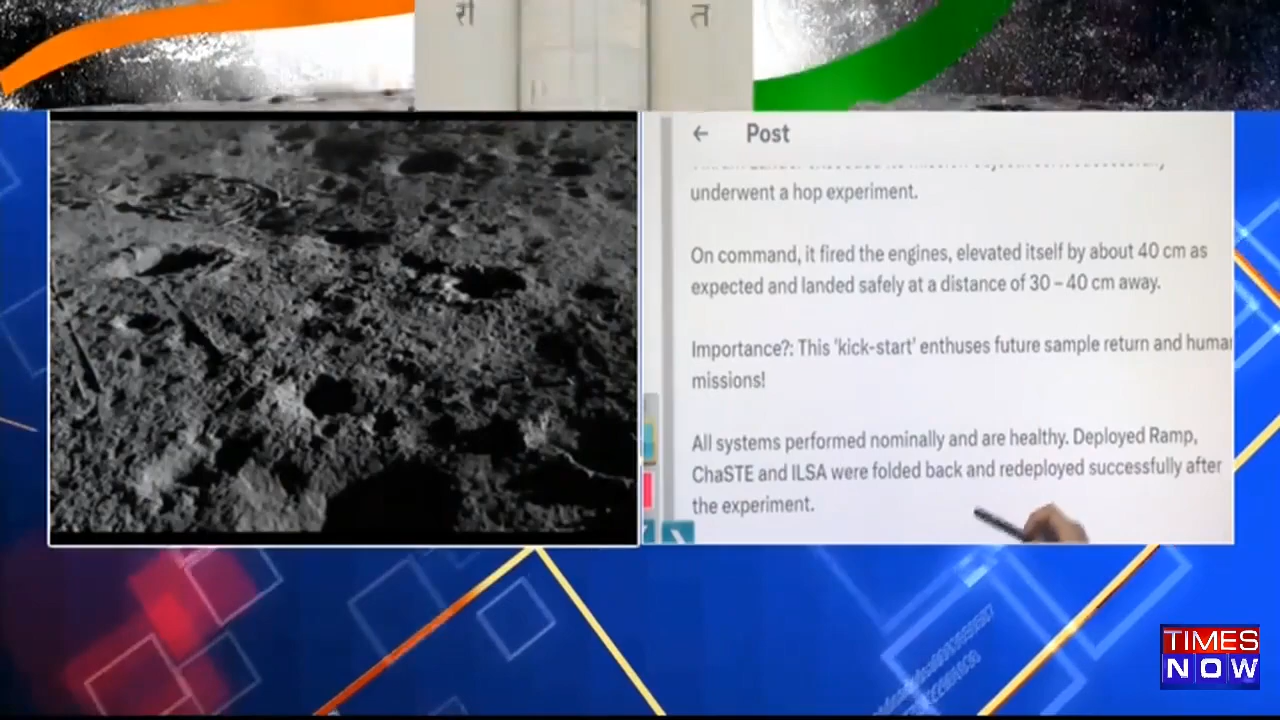 री
त
← Post
underwent a hop experiment.
On command, it fired the engines, elevated itself by about 40 cm as
expected and landed safely at a distance of 30 – 40 cm away.
Importance?: This 'kick-start' enthuses future sample return and human
missions!
All systems performed nominally and are healthy. Deployed Ramp,
ChaSTE and ILSA were folded back and redeployed successfully after
the experiment.
TIMES
NOW